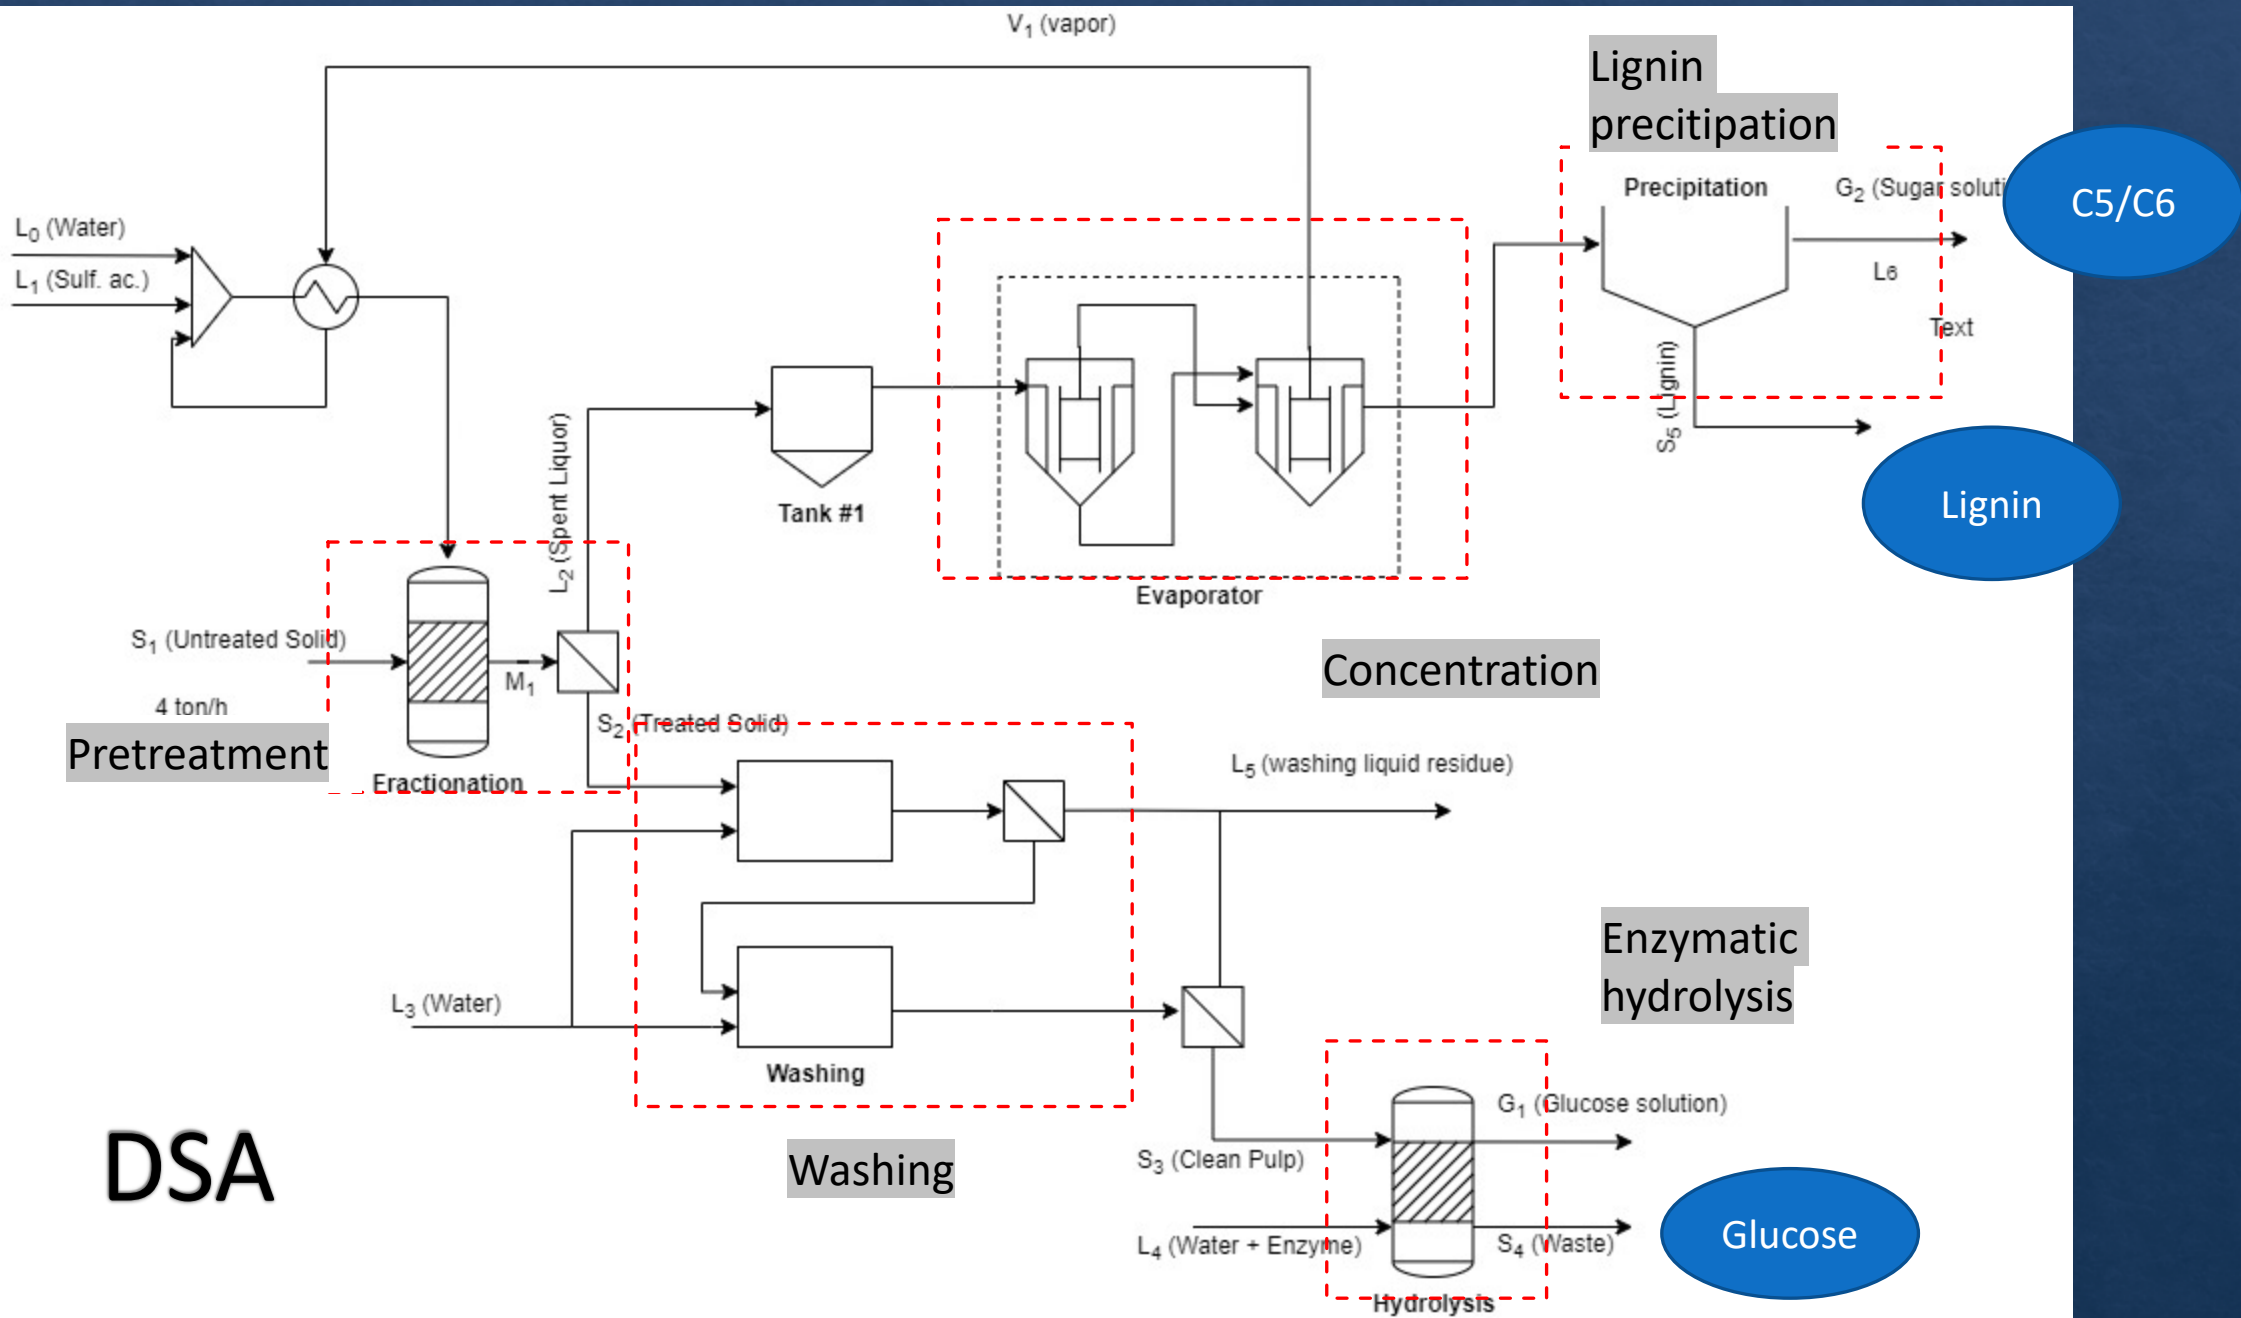 V₁ (vapor)
Lignin
precitipation
Precipitation
G₂ (Sugar soluti
C5/C6
L₀ (Water)
L₁ (Sulf. ac.)
L₆
Text
S₅ (Lignin)
Lignin
L₂ (Spent Liquor)
Tank #1
Evaporator
Concentration
S₁ (Untreated Solid)
M₁
4 ton/h
Pretreatment
Fractionation
S₂ (Treated Solid)
L₅ (washing liquid residue)
Enzymatic
hydrolysis
L₃ (Water)
Washing
G₁ (Glucose solution)
DSA
Washing
S₃ (Clean Pulp)
L₄ (Water + Enzyme)
S₄ (Waste)
Glucose
Hydrolysis